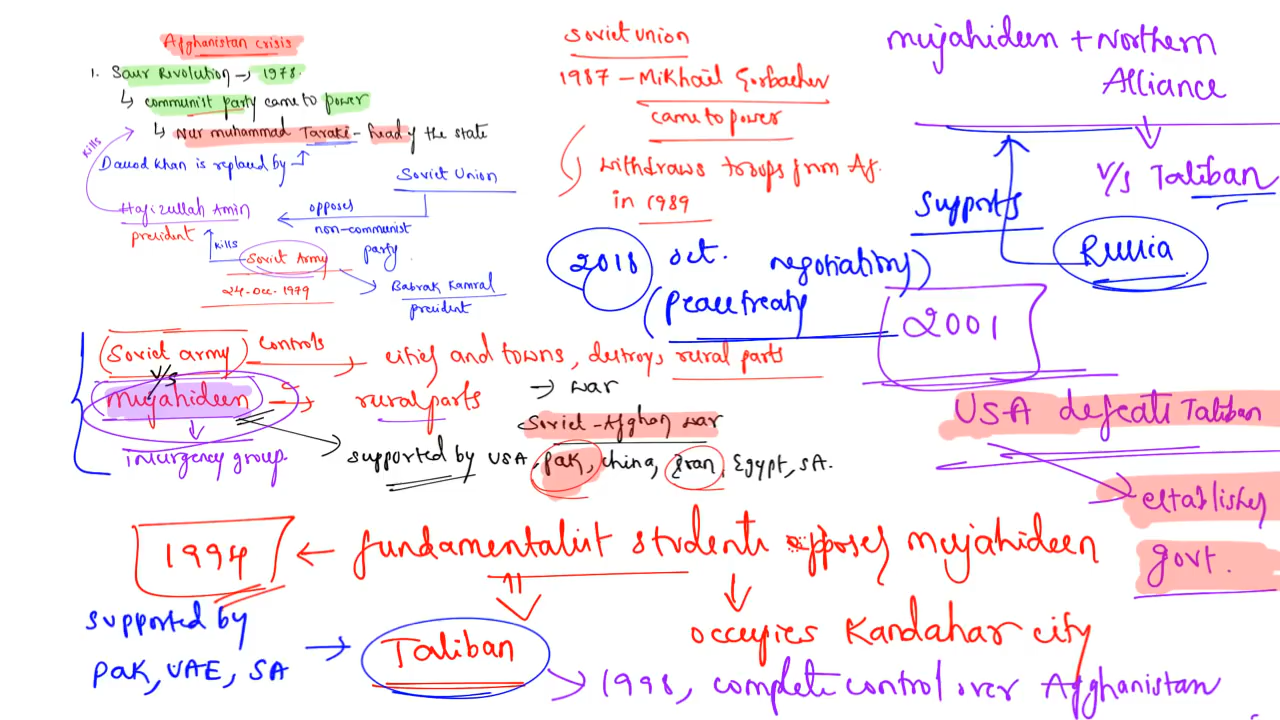 Afghanistan crisis
1. Saur Revolution → 1978.
↳ communist party came to power
↳ Nur muhammad Taraki - head of the state
kills
Dawod khan is replaced by
Soviet Union
Hafizullah Amin
president
opposes
non-communist
party.
kills
Soviet Army
24-Dec-1979
Babrak Kamral
president
Soviet Union
1987 - Mikhail Gorbachev
came to power
withdraws troops from Af.
in 1989
mujahideen + Northern
Alliance
v/s Taliban
supports
Russia
2018 oct. negotiations)
(peace treaty
2001
USA defeats Taliban
establishes
govt.
(Soviet army) controls → cities and towns, destroys rural parts
v/s
mujahideen → rural parts
→ war
Soviet-Afghan war
insurgency group.
supported by USA, pak, china, Iran, Egypt, SA.
1994 ← fundamentalist students opposes mujahideen
occupies Kandahar city
supported by
pak, UAE, SA → Taliban
1998, complete control over Afghanistan